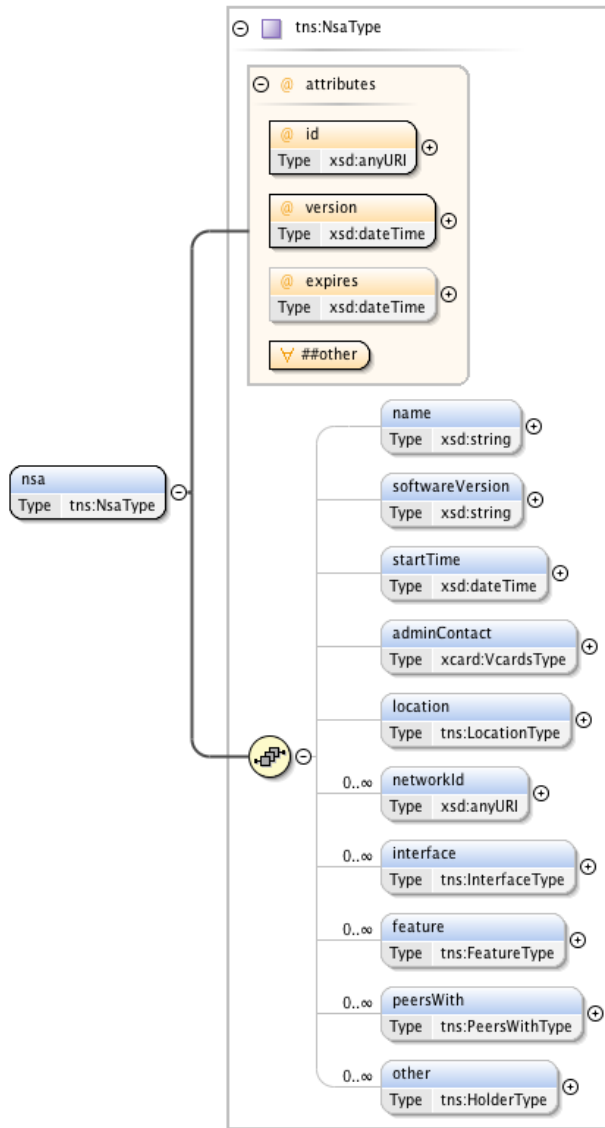 tns:NsaType
@ attributes
@ id
Type xsd:anyURI
@ version
Type xsd:dateTime
@ expires
Type xsd:dateTime
∀ ##other
name
Type xsd:string
softwareVersion
Type xsd:string
startTime
Type xsd:dateTime
adminContact
Type xcard:VcardsType
location
Type tns:LocationType
nsa
Type tns:NsaType
0..∞ networkId
Type xsd:anyURI
0..∞ interface
Type tns:InterfaceType
0..∞ feature
Type tns:FeatureType
0..∞ peersWith
Type tns:PeersWithType
0..∞ other
Type tns:HolderType